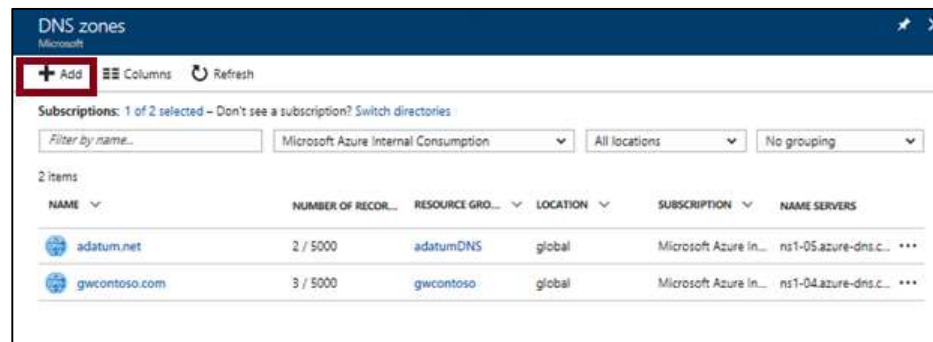 DNS zones
Microsoft
Add Columns Refresh
Subscriptions: 1 of 2 selected – Don't see a subscription? Switch directories
Filter by name... Microsoft Azure Internal Consumption All locations No grouping
2 items
NAME NUMBER OF RECOR... RESOURCE GRO... LOCATION SUBSCRIPTION NAME SERVERS
adatum.net 2 / 5000 adatumDNS global Microsoft Azure In... ns1-05.azure-dns.c... •••
gwcontoso.com 3 / 5000 gwcontoso global Microsoft Azure In... ns1-04.azure-dns.c... •••